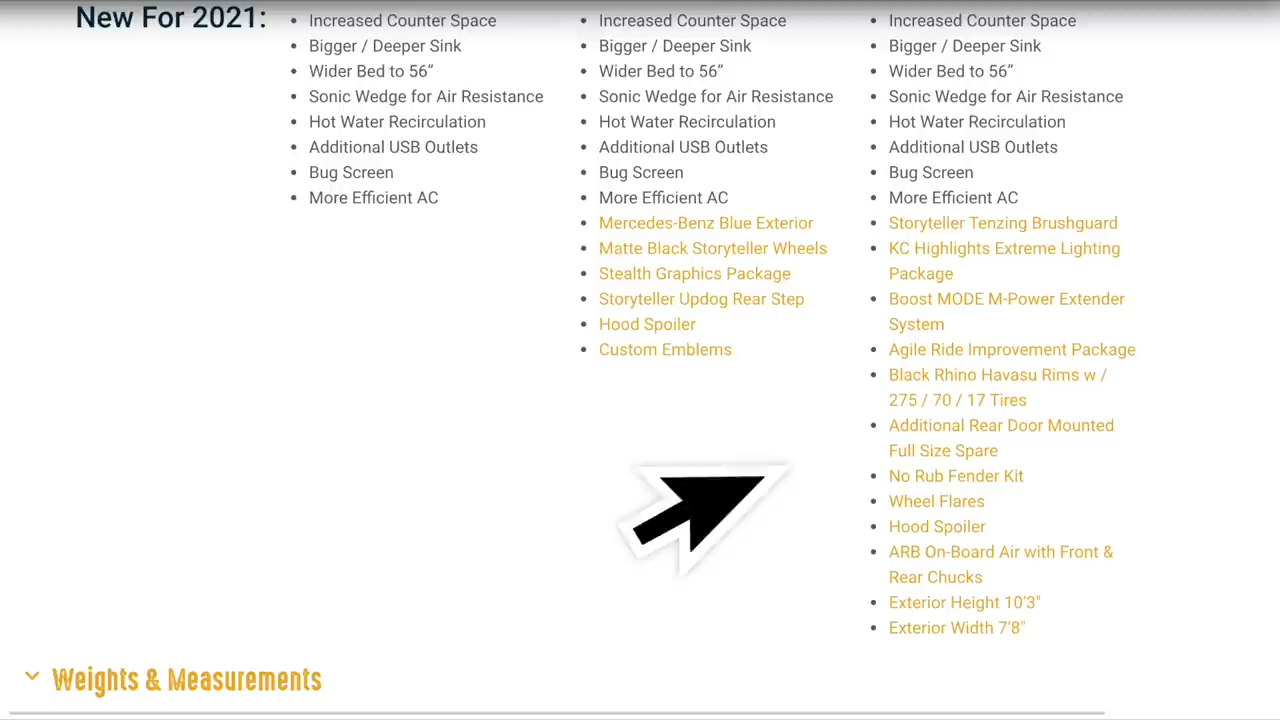 New For 2021:
Increased Counter Space
Bigger / Deeper Sink
Wider Bed to 56”
Sonic Wedge for Air Resistance
Hot Water Recirculation
Additional USB Outlets
Bug Screen
More Efficient AC
Increased Counter Space
Bigger / Deeper Sink
Wider Bed to 56”
Sonic Wedge for Air Resistance
Hot Water Recirculation
Additional USB Outlets
Bug Screen
More Efficient AC
Mercedes-Benz Blue Exterior
Matte Black Storyteller Wheels
Stealth Graphics Package
Storyteller Updog Rear Step
Hood Spoiler
Custom Emblems
Increased Counter Space
Bigger / Deeper Sink
Wider Bed to 56”
Sonic Wedge for Air Resistance
Hot Water Recirculation
Additional USB Outlets
Bug Screen
More Efficient AC
Storyteller Tenzing Brushguard
KC Highlights Extreme Lighting
Package
Boost MODE M-Power Extender
System
Agile Ride Improvement Package
Black Rhino Havasu Rims w /
275 / 70 / 17 Tires
Additional Rear Door Mounted
Full Size Spare
No Rub Fender Kit
Wheel Flares
Hood Spoiler
ARB On-Board Air with Front &
Rear Chucks
Exterior Height 10’3"
Exterior Width 7’8"
Weights & Measurements